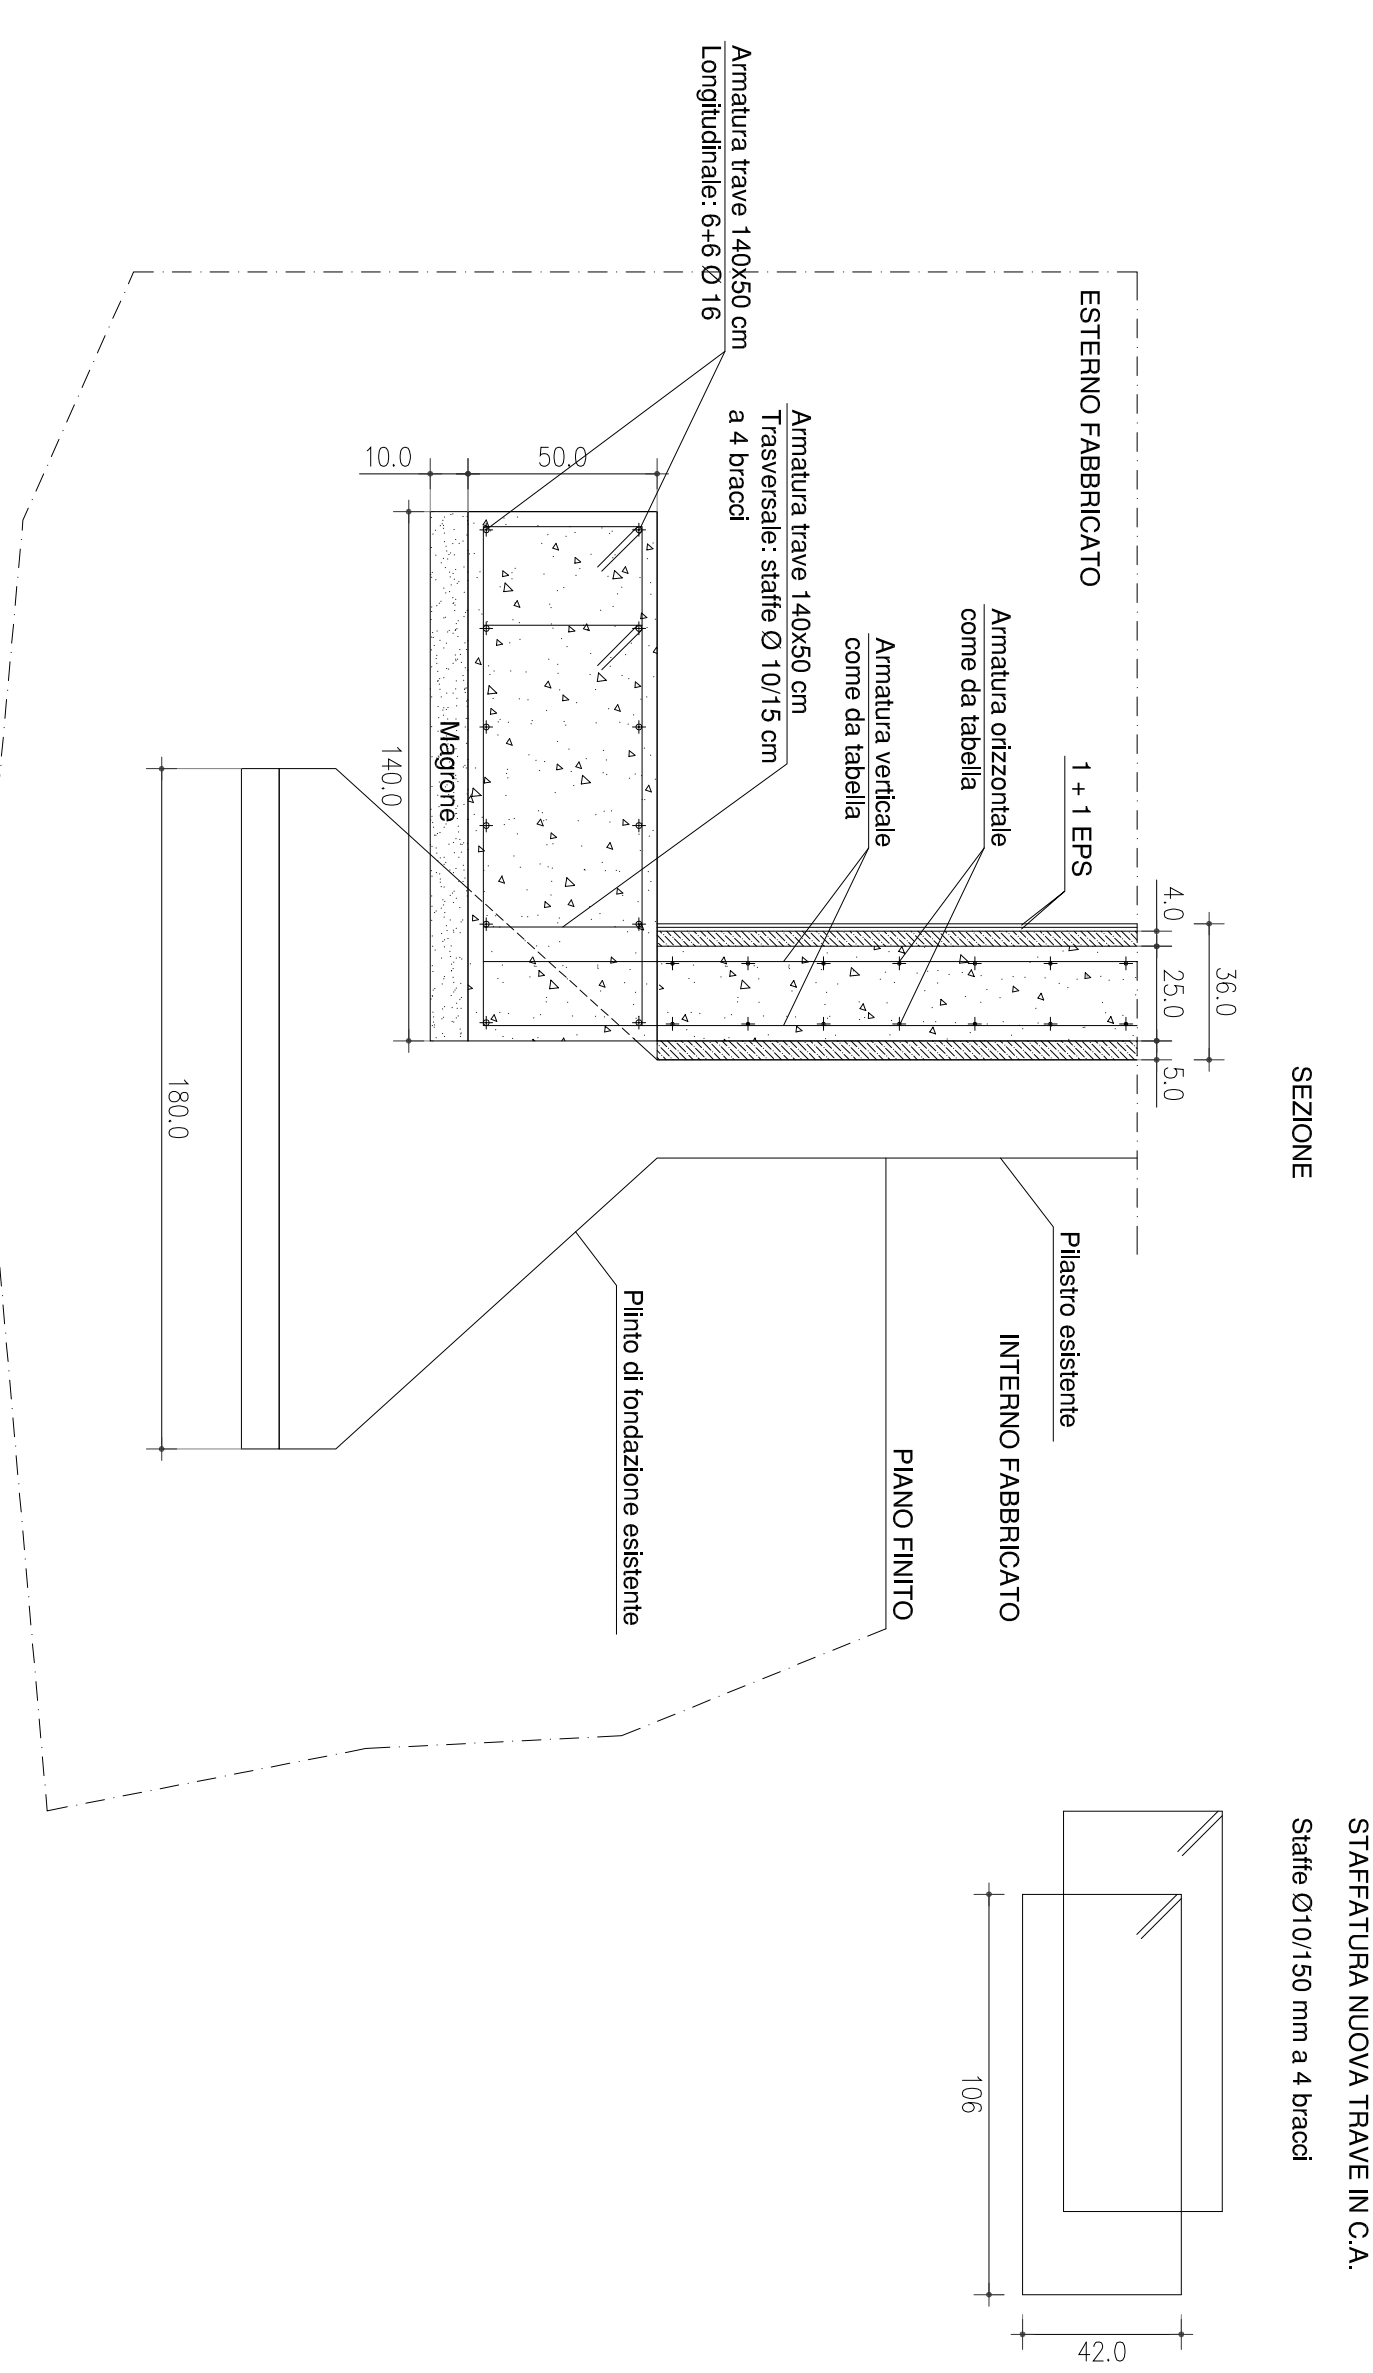 SEZIONE
STAFFATURA NUOVA TRAVE IN C.A.
Staffe Ø10/150 mm a 4 bracci
36.0
4.0
25.0
5.0
ESTERNO FABBRICATO
1 + 1 EPS
Pilastro esistente
Armatura orizzontale
come da tabella
INTERNO FABBRICATO
Armatura verticale
come da tabella
PIANO FINITO
Armatura trave 140x50 cm
Trasversale: staffe Ø 10/15 cm
a 4 bracci
Armatura trave 140x50 cm
Longitudinale: 6+6 Ø 16
Plinto di fondazione esistente
50.0
10.0
Magrone
140.0
180.0
42.0
106